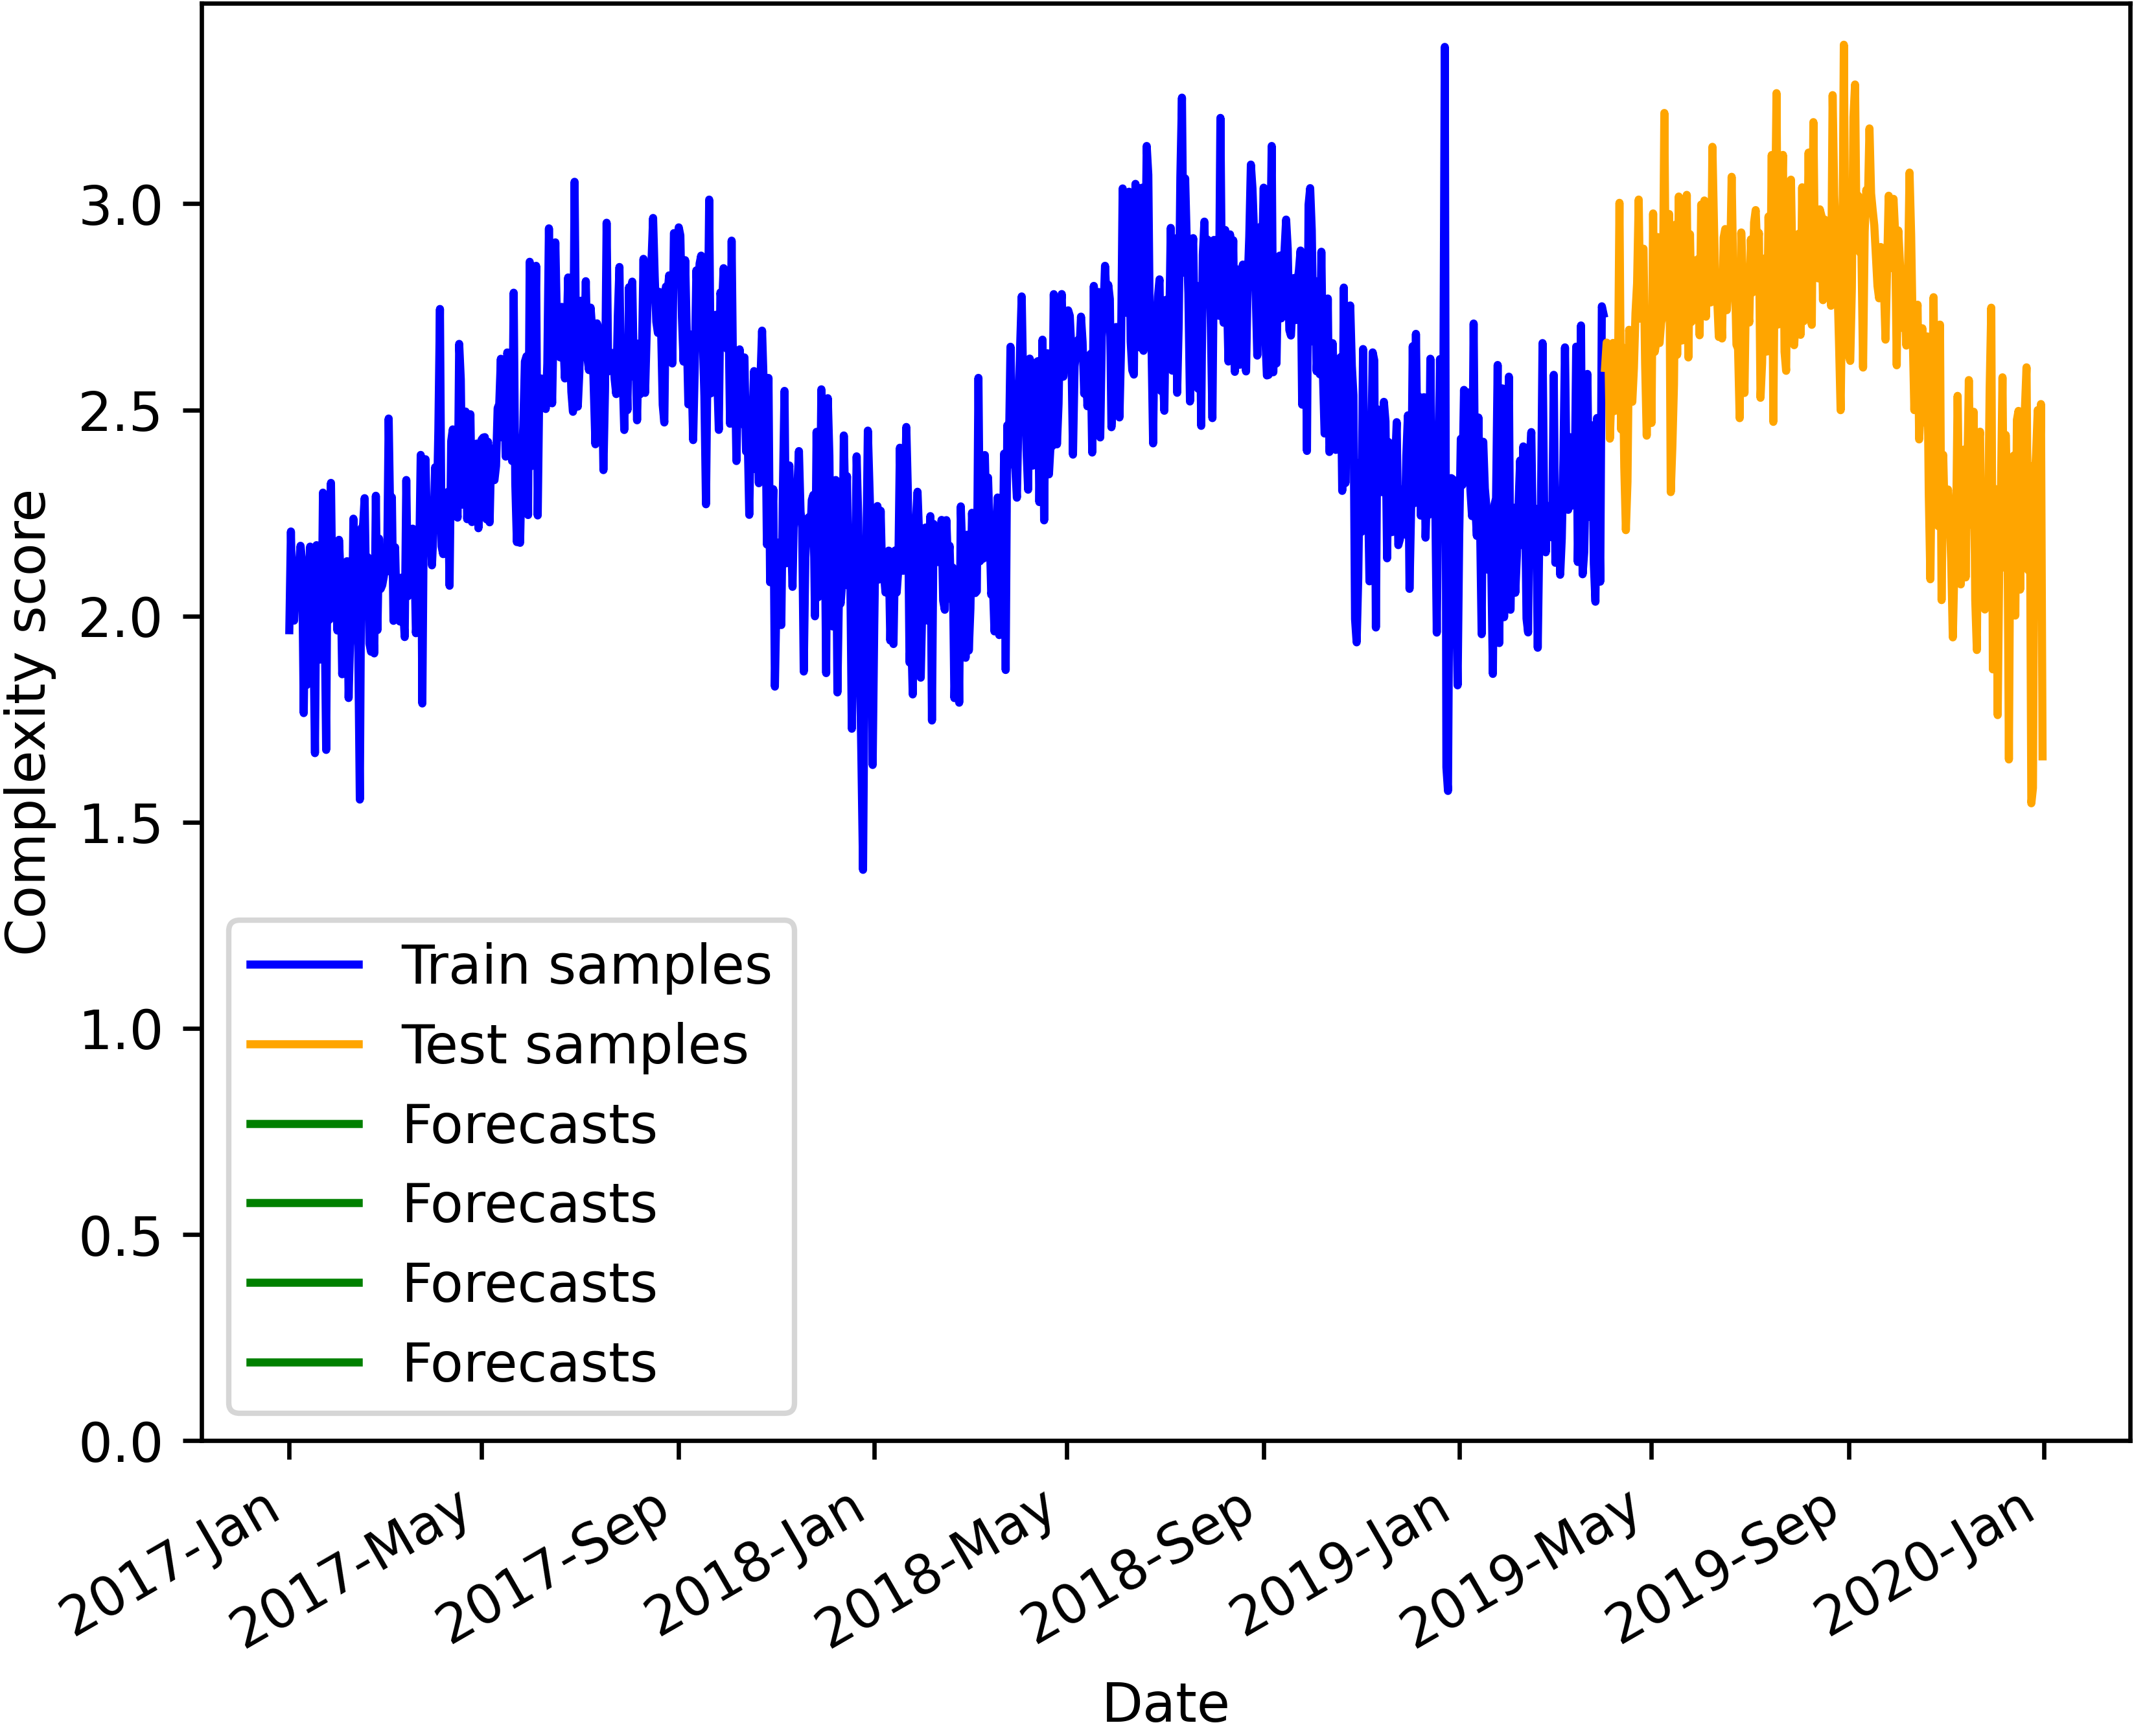 Complexity score
3.0
2.5
2.0
1.5
1.0
0.5
0.0
Train samples
Test samples
Forecasts
Forecasts
Forecasts
Forecasts
2017-Jan
2017-May
2017-Sep
2018-Jan
2018-May
2018-Sep
2019-Jan
2019-May
2019-Sep
2020-Jan
Date